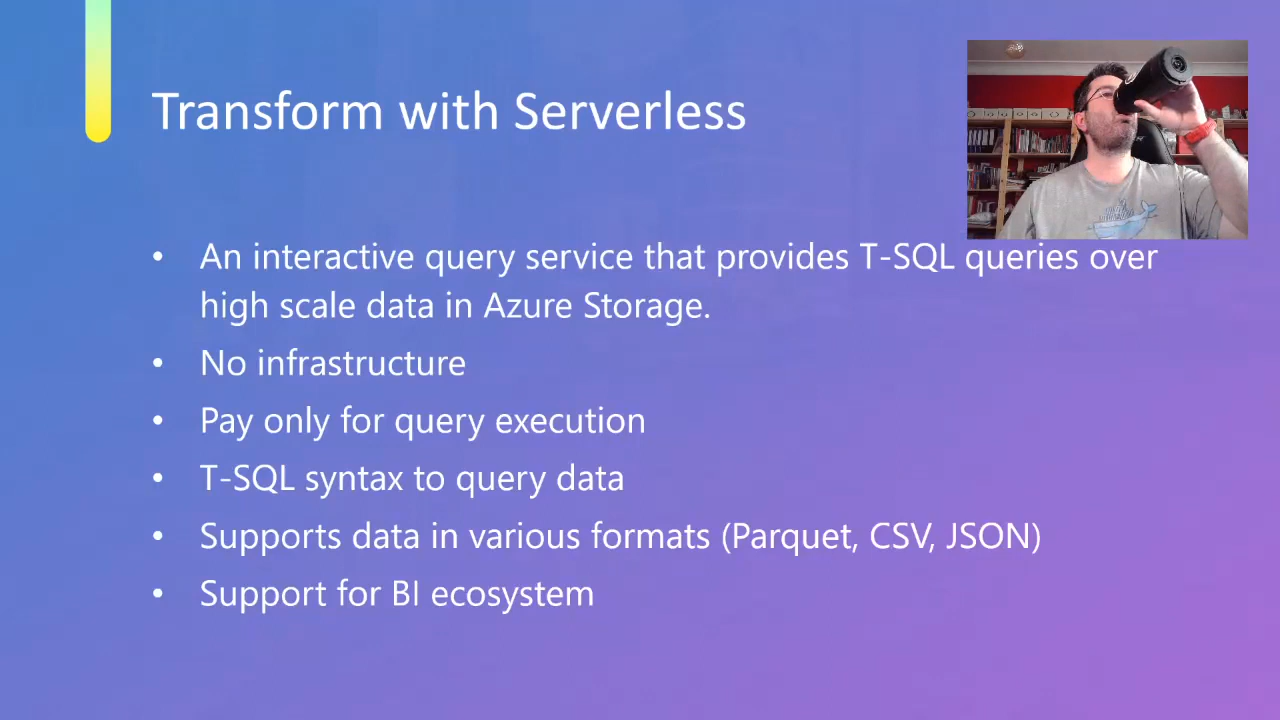 Transform with Serverless
• An interactive query service that provides T-SQL queries over
high scale data in Azure Storage.
• No infrastructure
• Pay only for query execution
• T-SQL syntax to query data
• Supports data in various formats (Parquet, CSV, JSON)
• Support for BI ecosystem